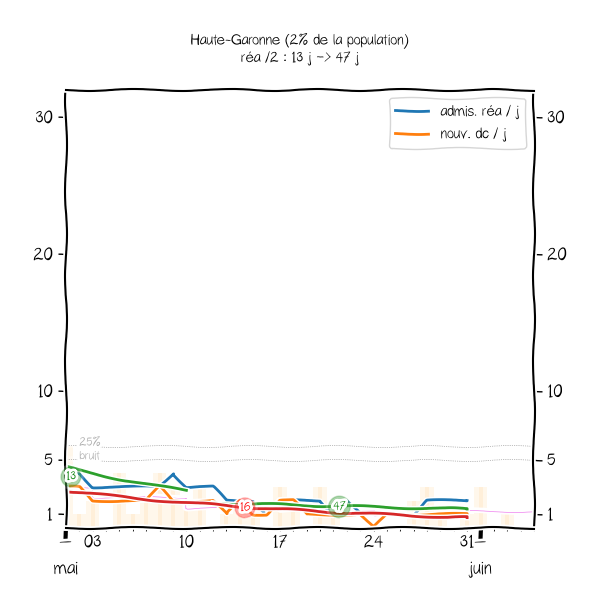 Haute-Garonne (2% de la population)
réa /2 : 13 j -> 47 j
admis. réa / j
nouv. dc / j
30 30
20 20
10 10
25%
bruit
5 5
13
16
47
1 1
03 10 17 24 31
mai juin